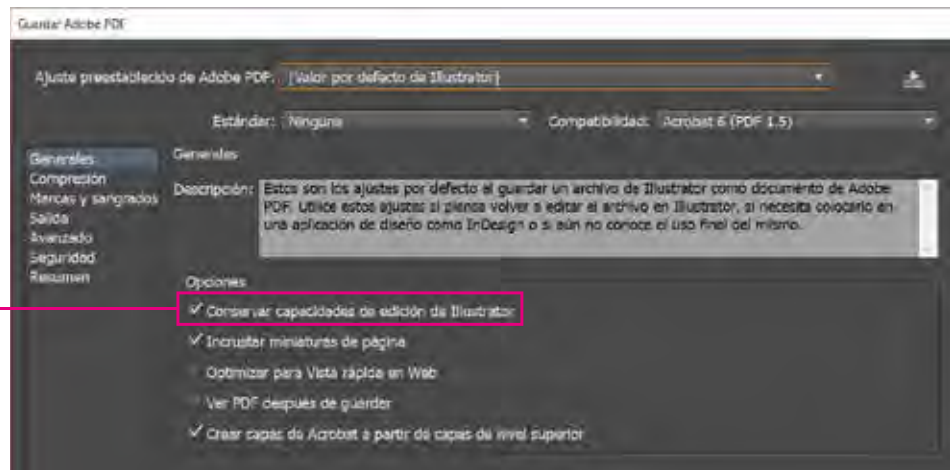 Guardar Adobe PDF
Ajuste preestablecido de Adobe PDF: [Valor por defecto de Illustrator]
Estándar: Ninguno Compatibilidad: Acrobat 6 (PDF 1.5)
Generales
Compresión
Marcas y sangrados
Salida
Avanzado
Seguridad
Resumen
Generales
Descripción: Estos son los ajustes por defecto al guardar un archivo de Illustrator como documento de Adobe
PDF. Utilice estos ajustes si piensa volver a editar el archivo en Illustrator, si necesita colocarlo en
una aplicación de diseño como InDesign o si aún no conoce el uso final del mismo.
Opciones
Conservar capacidades de edición de Illustrator
Incrustar miniaturas de página
Optimizar para Vista rápida en Web
Ver PDF después de guardar
Crear capas de Acrobat a partir de capas de nivel superior